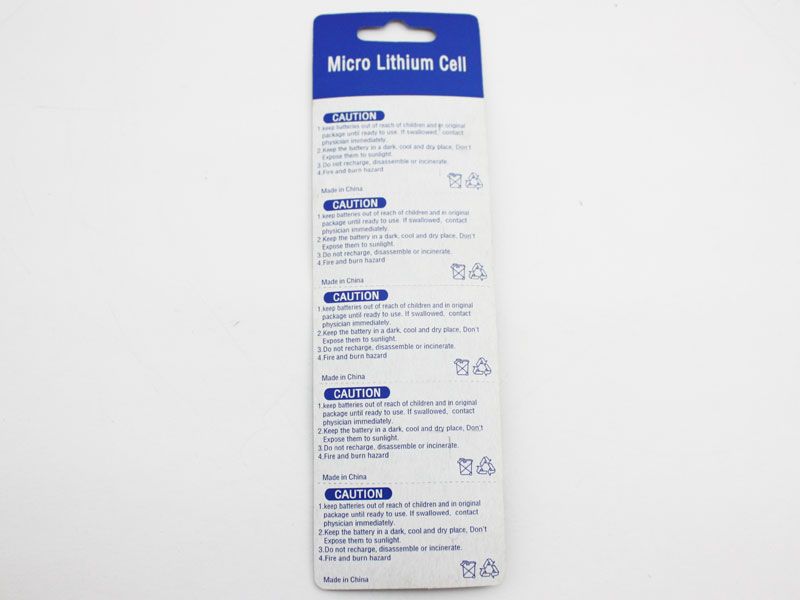 Micro Lithium Cell
CAUTION
1.keep batteries out of reach of children and in original
package until ready to use. If swallowed, contact
physician immediately.
2.Keep the battery in a dark, cool and dry place, Don't
Expose them to sunlight.
3.Do not recharge, disassemble or incinerate.
4.Fire and burn hazard
Made in China
CAUTION
1.keep batteries out of reach of children and in original
package until ready to use. If swallowed, contact
physician immediately.
2.Keep the battery in a dark, cool and dry place, Don't
Expose them to sunlight.
3.Do not recharge, disassemble or incinerate.
4.Fire and burn hazard
Made in China
CAUTION
1.keep batteries out of reach of children and in original
package until ready to use. If swallowed, contact
physician immediately.
2.Keep the battery in a dark, cool and dry place, Don't
Expose them to sunlight.
3.Do not recharge, disassemble or incinerate.
4.Fire and burn hazard
Made in China
CAUTION
1.keep batteries out of reach of children and in original
package until ready to use. If swallowed, contact
physician immediately.
2.Keep the battery in a dark, cool and dry place, Don't
Expose them to sunlight.
3.Do not recharge, disassemble or incinerate.
4.Fire and burn hazard
Made in China
CAUTION
1.keep batteries out of reach of children and in original
package until ready to use. If swallowed, contact
physician immediately.
2.Keep the battery in a dark, cool and dry place, Don't
Expose them to sunlight.
3.Do not recharge, disassemble or incinerate.
4.Fire and burn hazard
Made in China